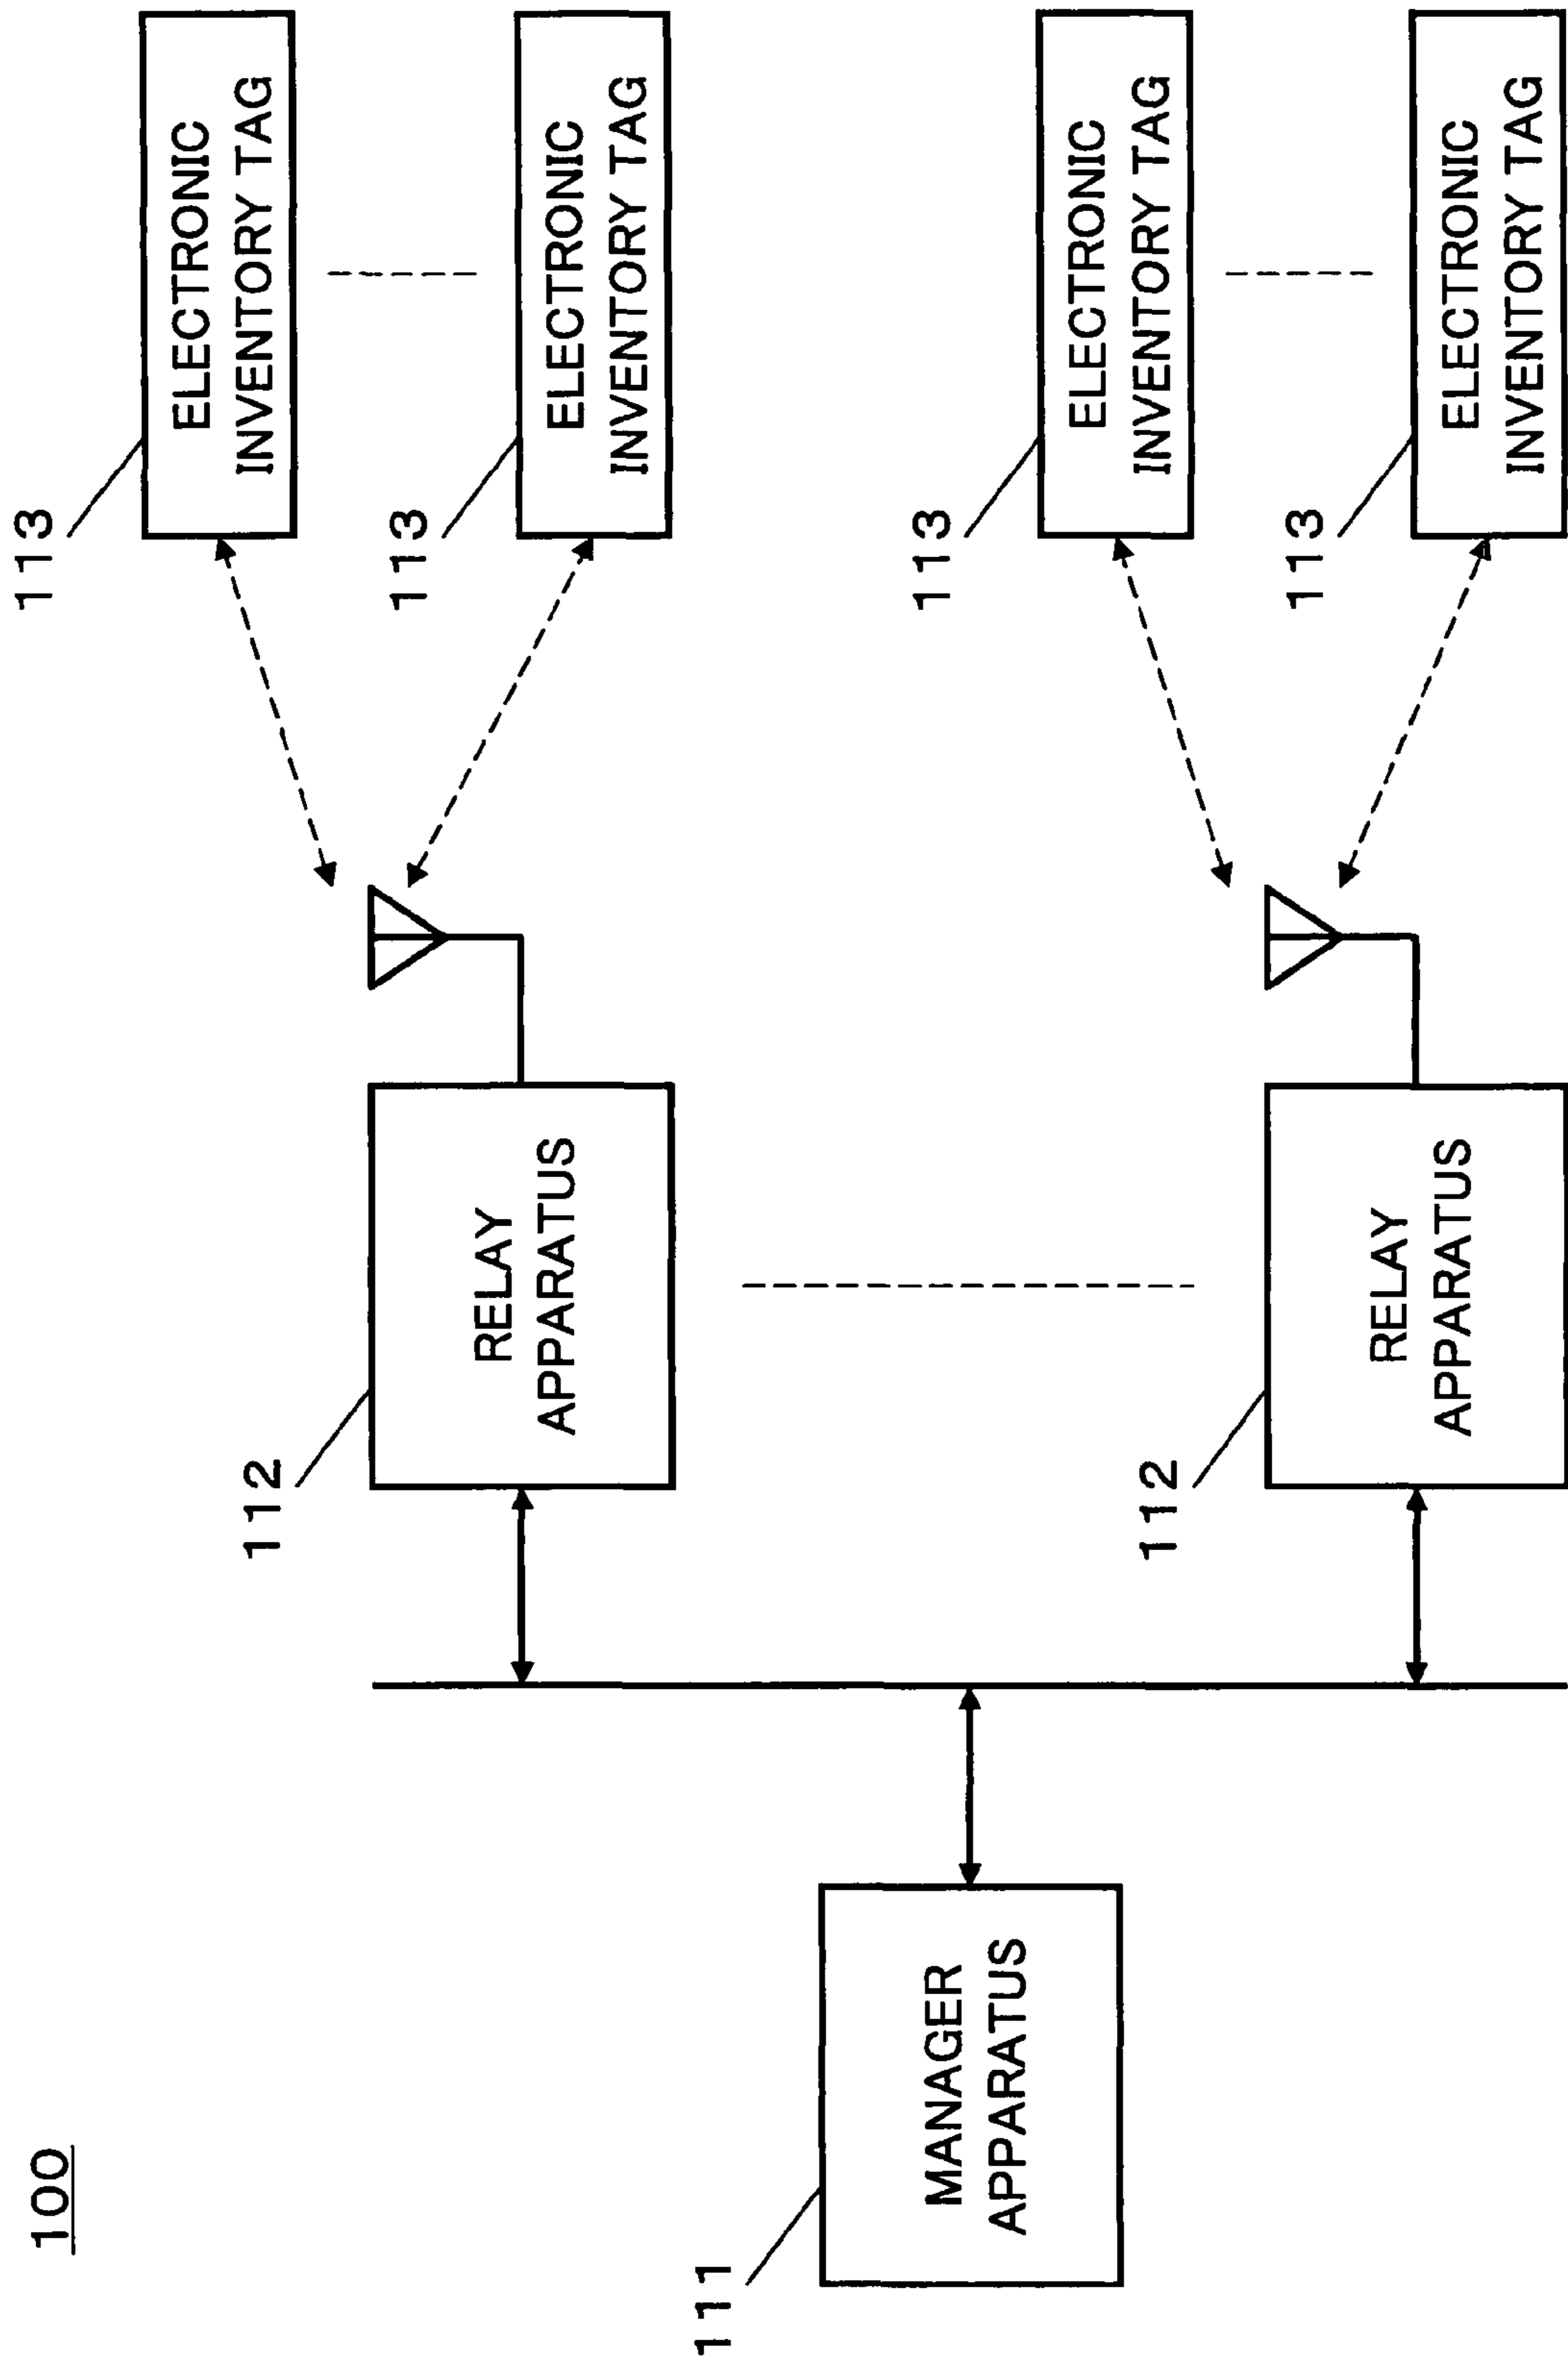 100
111
MANAGER
APPARATUS
112
RELAY
APPARATUS
112
RELAY
APPARATUS
113
ELECTRONIC
INVENTORY TAG
113
ELECTRONIC
INVENTORY TAG
113
ELECTRONIC
INVENTORY TAG
113
ELECTRONIC
INVENTORY TAG